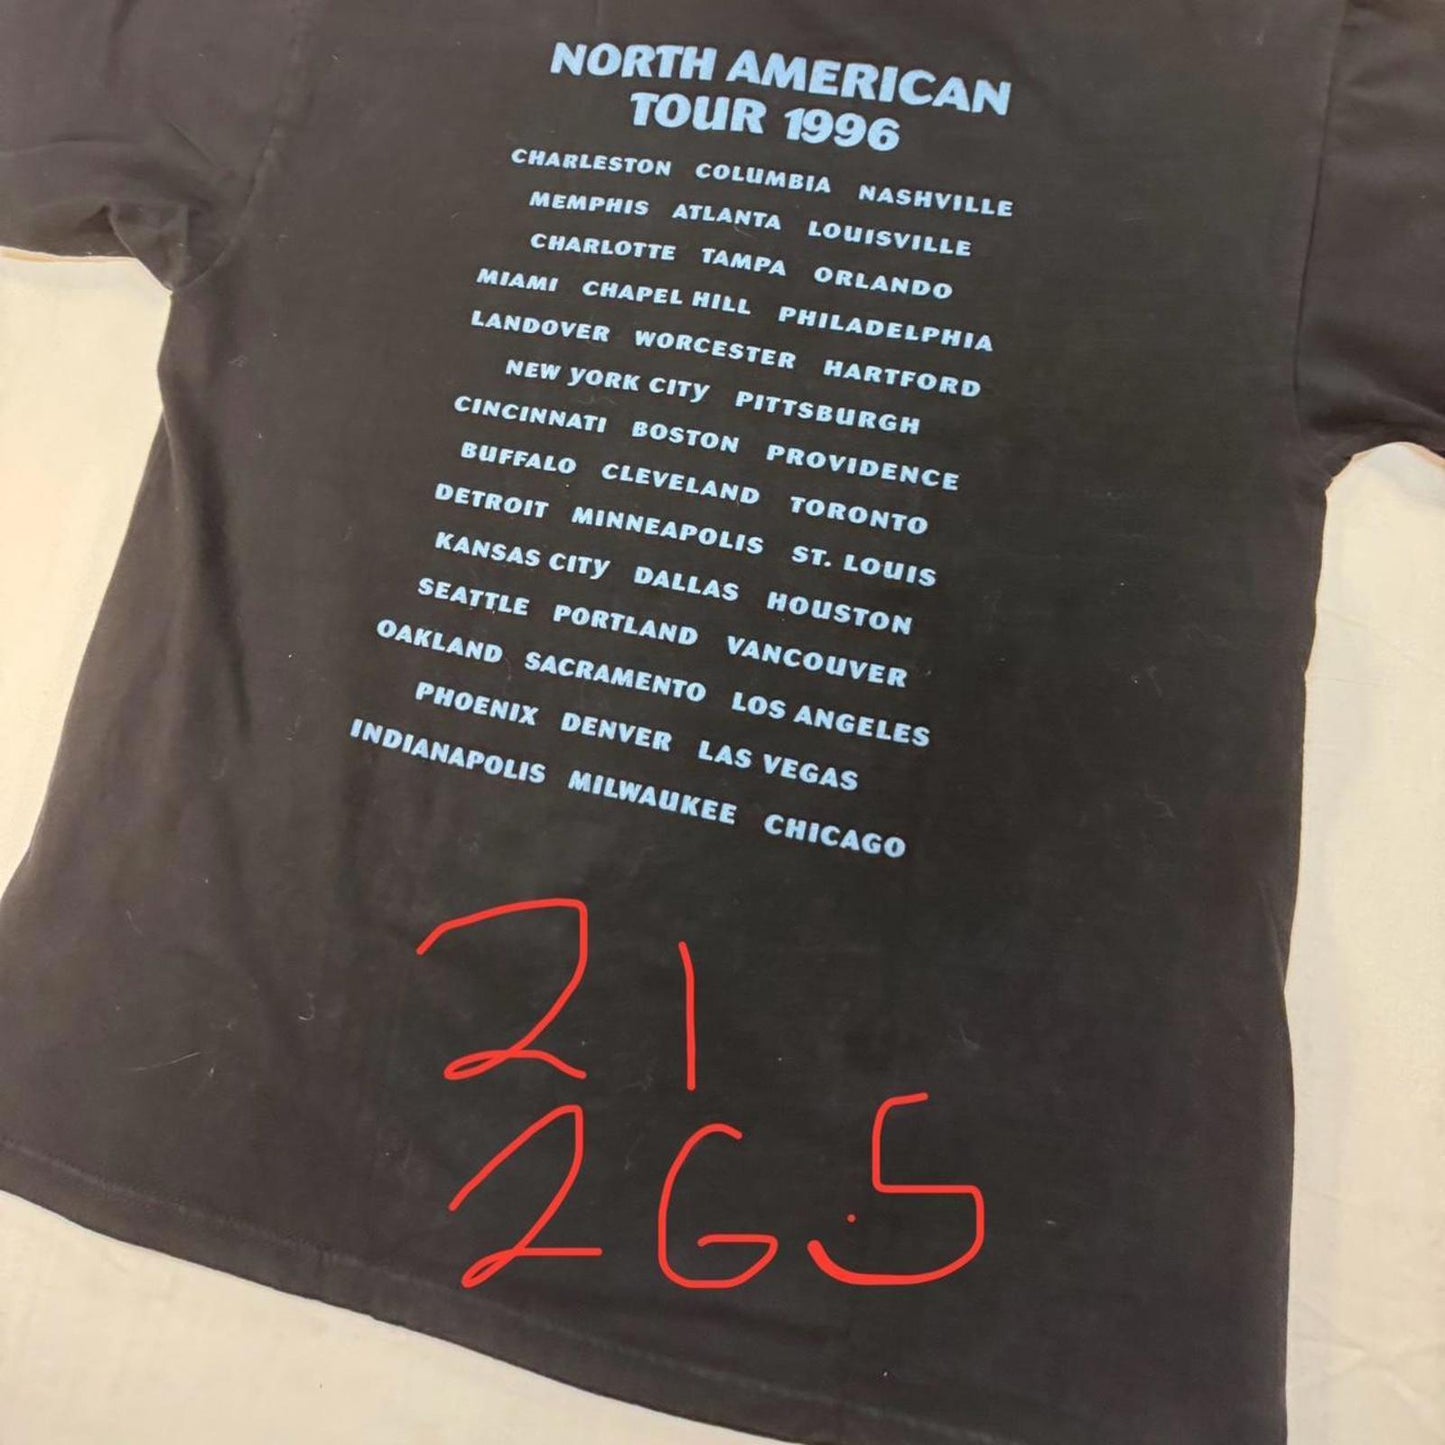 NORTH AMERICAN
TOUR 1996
CHARLESTON COLUMBIA NASHVILLE
MEMPHIS ATLANTA LOUISVILLE
CHARLOTTE TAMPA ORLANDO
MIAMI CHAPEL HILL PHILADELPHIA
LANDOVER WORCESTER HARTFORD
NEW YORK CITY PITTSBURGH
CINCINNATI BOSTON PROVIDENCE
BUFFALO CLEVELAND TORONTO
DETROIT MINNEAPOLIS ST. LOUIS
KANSAS CITY DALLAS HOUSTON
SEATTLE PORTLAND VANCOUVER
OAKLAND SACRAMENTO LOS ANGELES
PHOENIX DENVER LAS VEGAS
INDIANAPOLIS MILWAUKEE CHICAGO
21
26.5